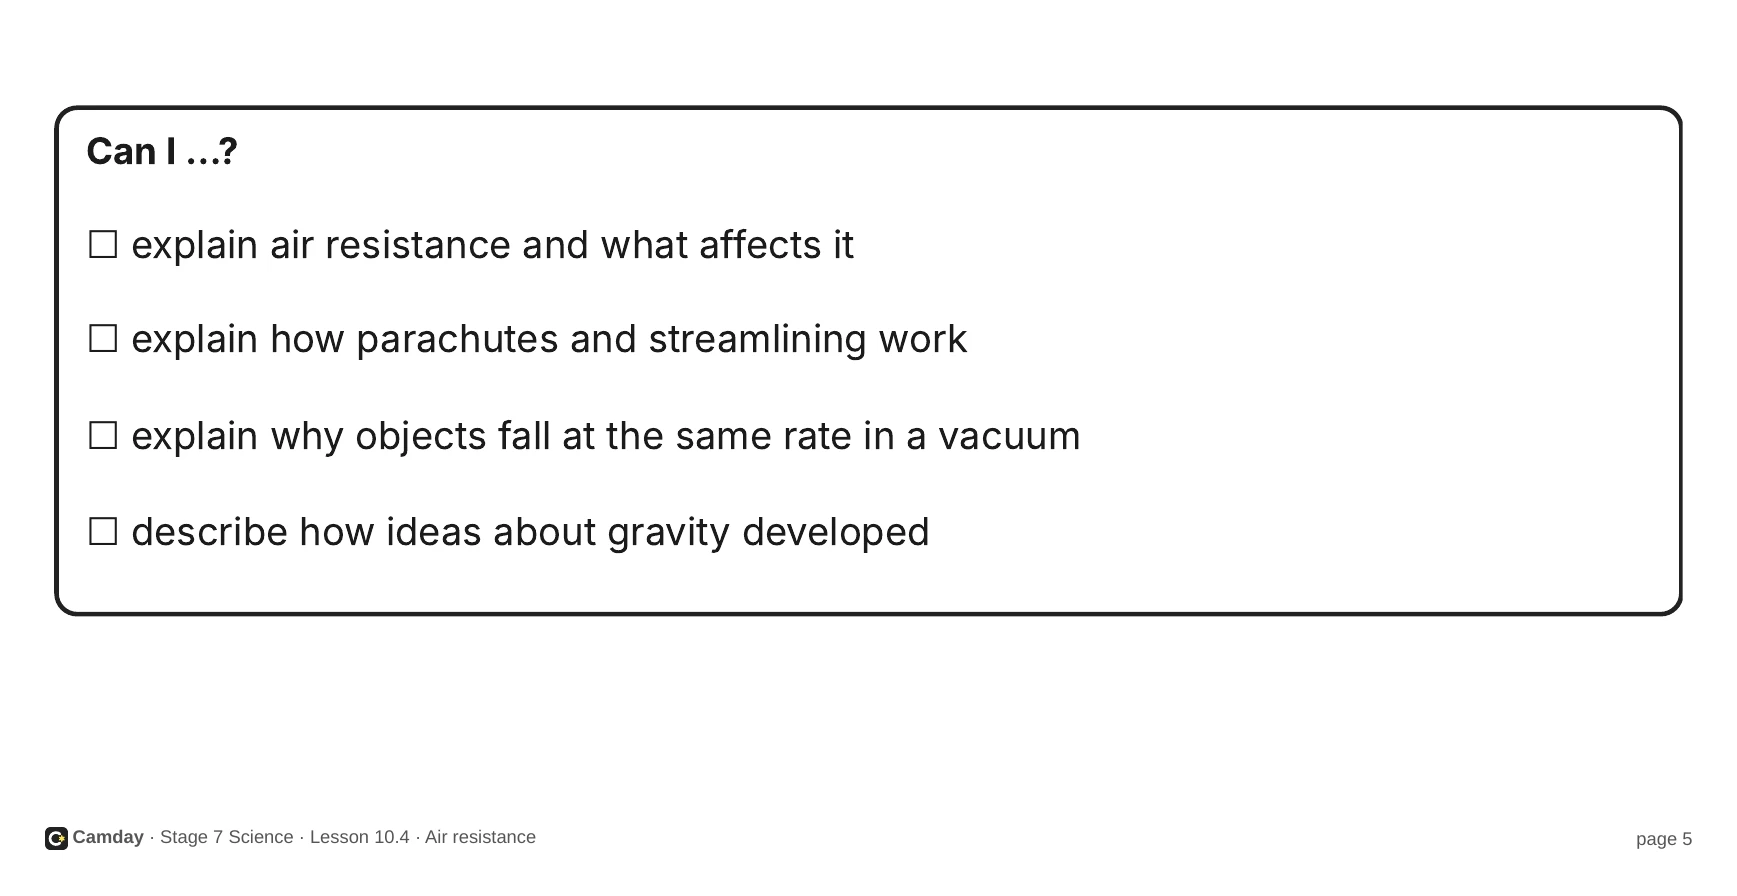 Can I …?
☐ explain air resistance and what affects it
☐ explain how parachutes and streamlining work
☐ explain why objects fall at the same rate in a vacuum
☐ describe how ideas about gravity developed
Camday · Stage 7 Science · Lesson 10.4 · Air resistance
page 5